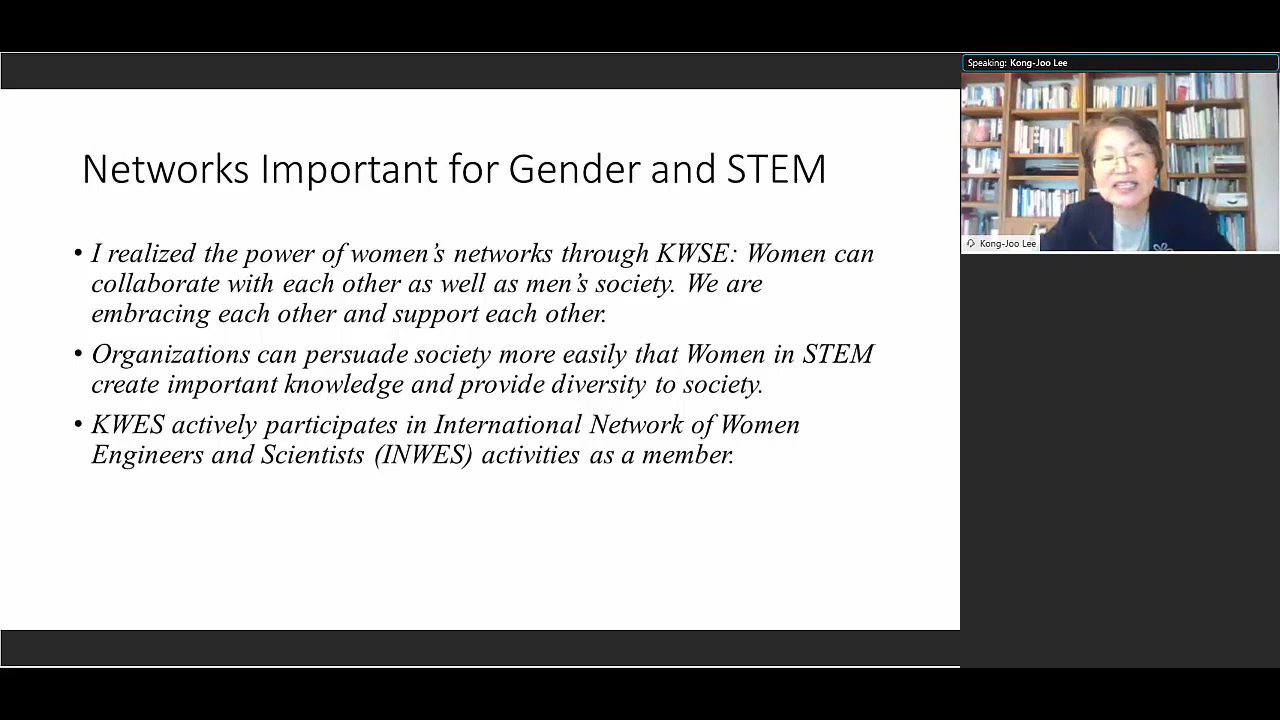 Speaking: Kong-Joo Lee
Networks Important for Gender and STEM
• I realized the power of women’s networks through KWSE: Women can
collaborate with each other as well as men’s society. We are
embracing each other and support each other.
• Organizations can persuade society more easily that Women in STEM
create important knowledge and provide diversity to society.
• KWES actively participates in International Network of Women
Engineers and Scientists (INWES) activities as a member.
Kong-Joo Lee